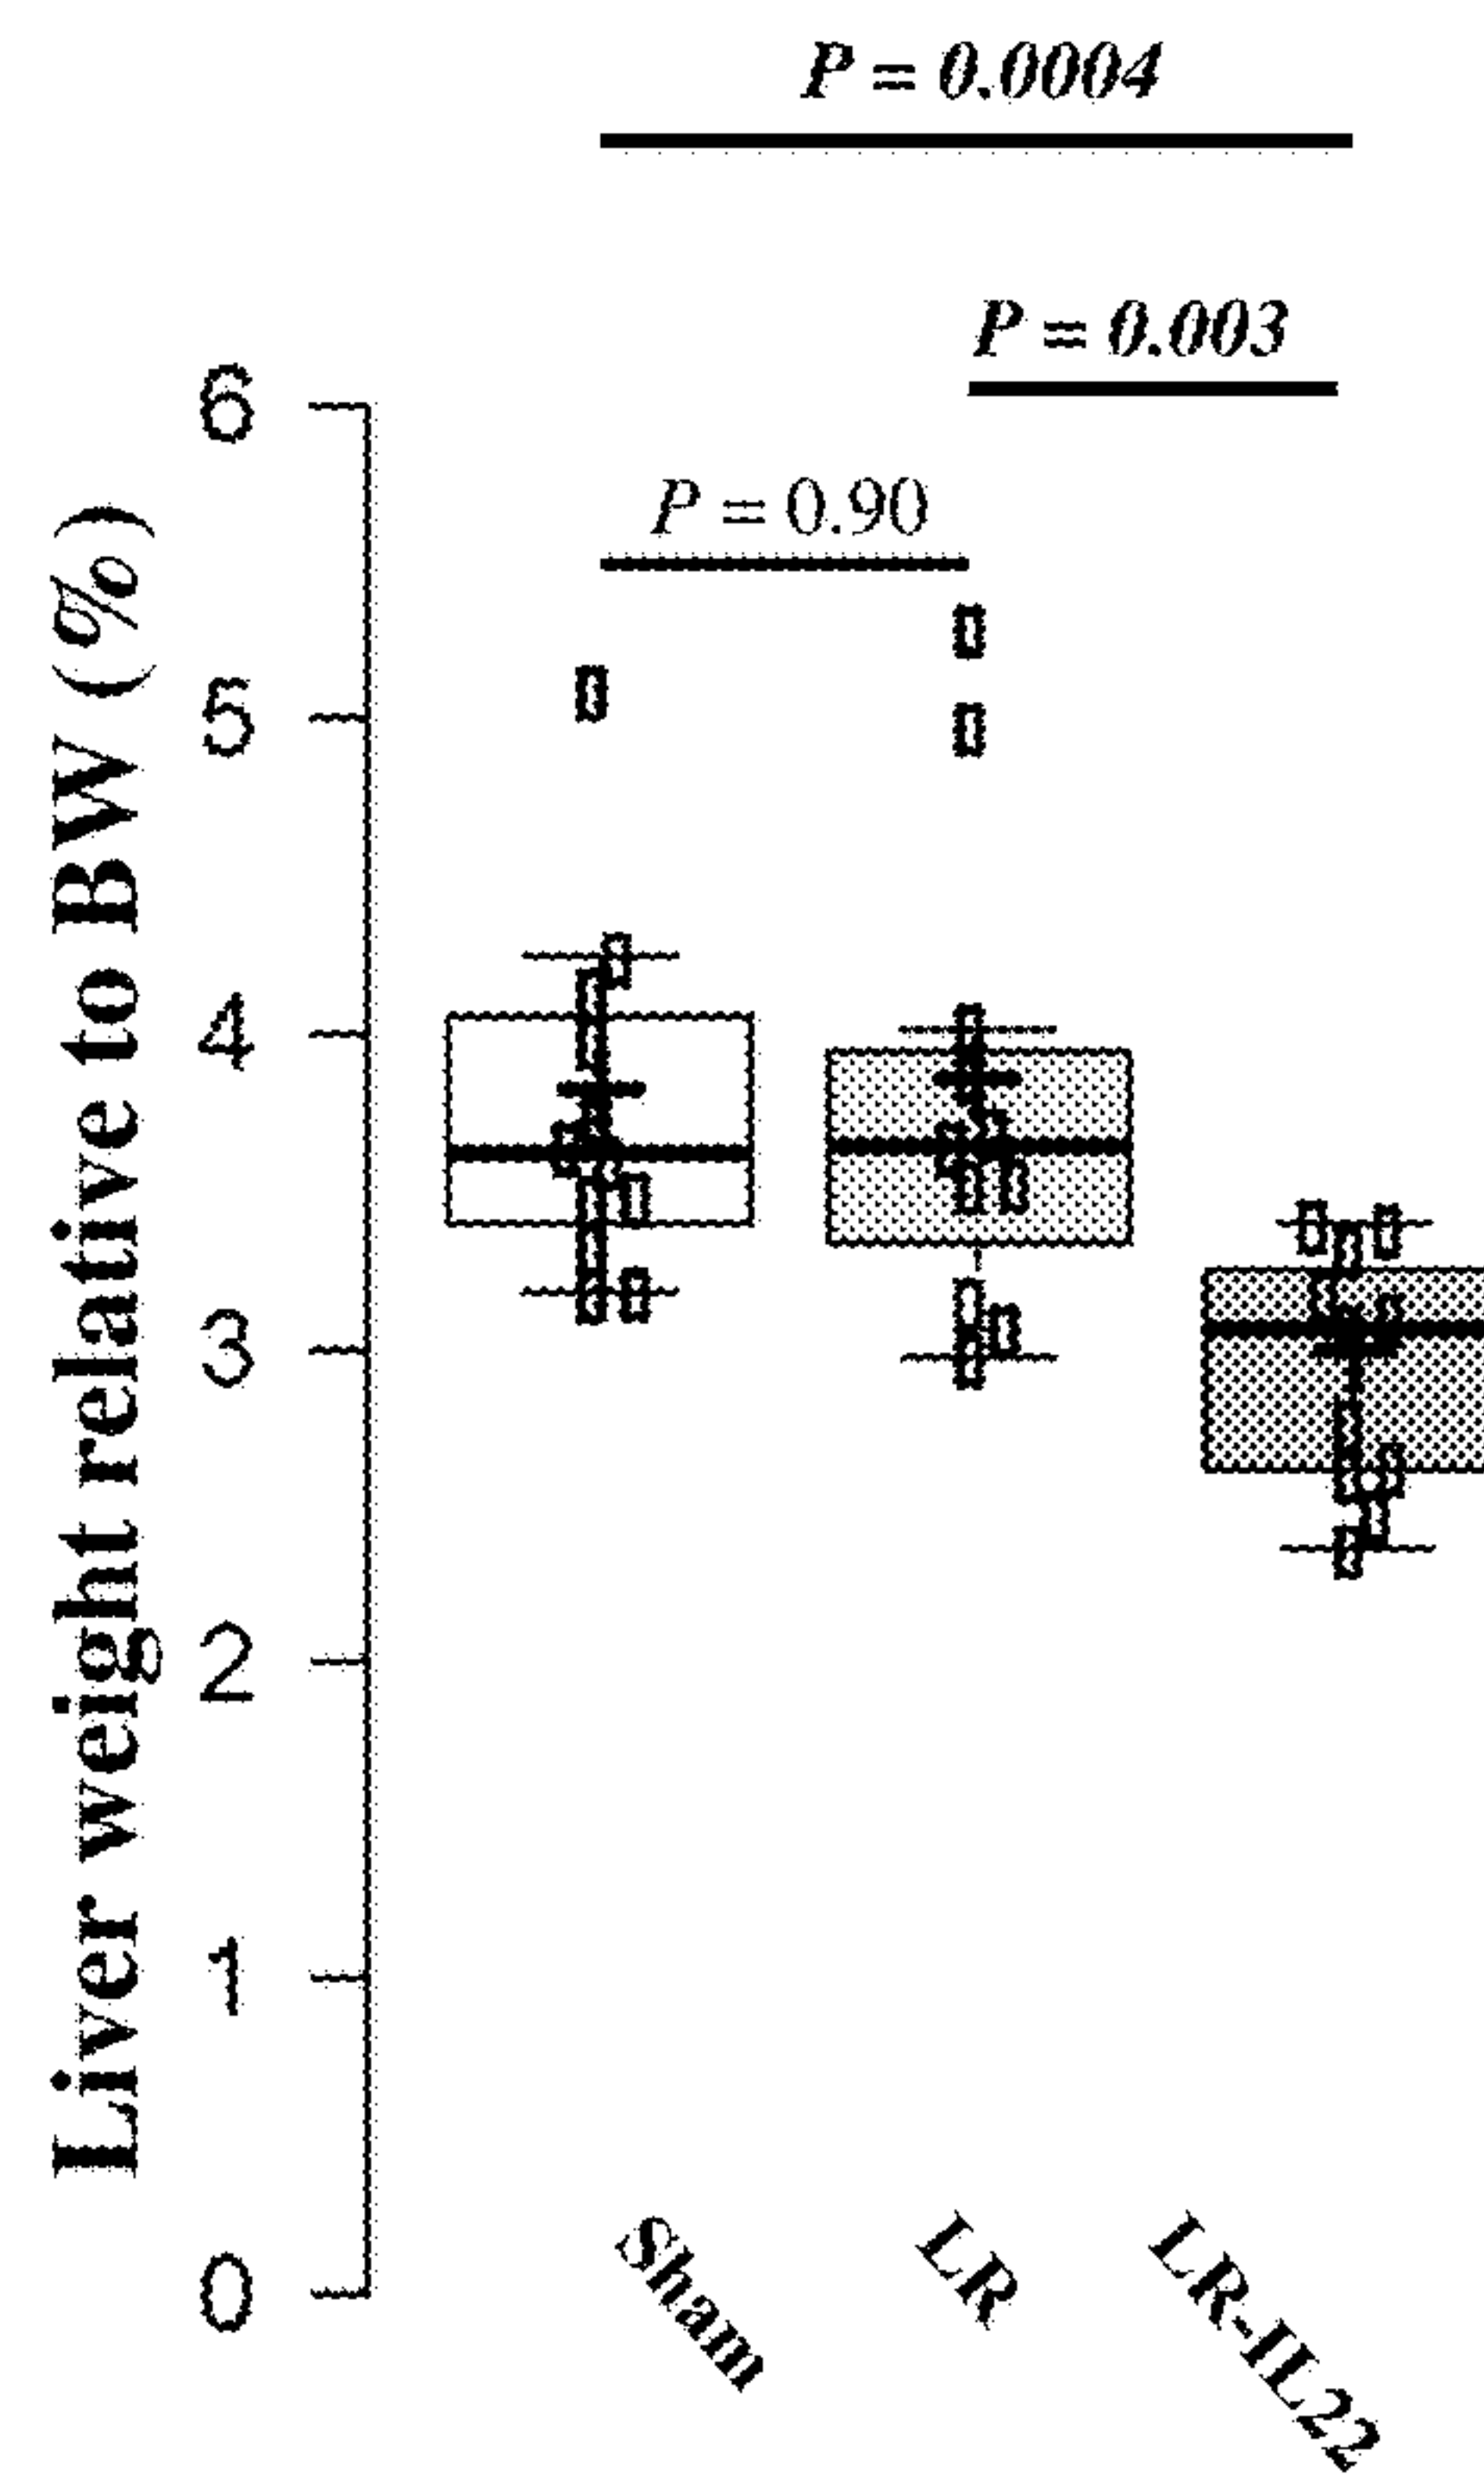 P = 0.0004
P = 0.003
P = 0.90
Liver weight relative to BW (%)
6
5
4
3
2
1
0
Sham
LR
LR-IL22